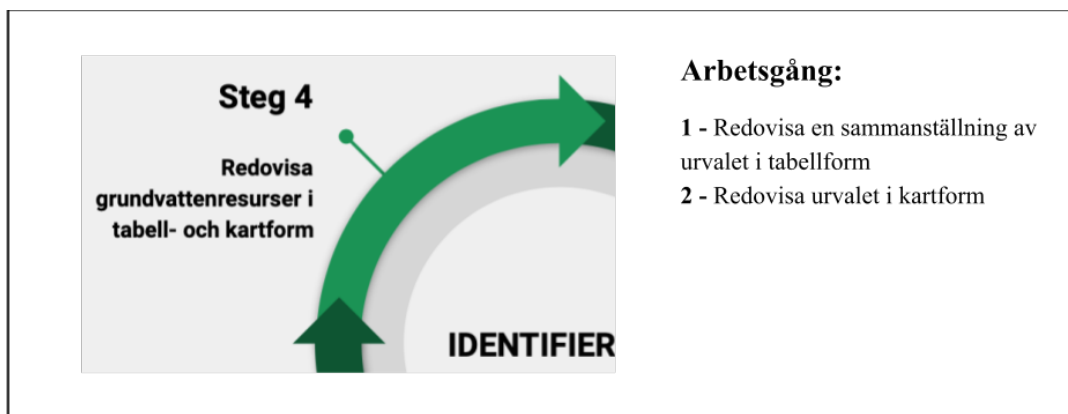 Steg 4
Redovisa
grundvattenresurser i
tabell- och kartform
IDENTIFIER
Arbetsgång:
1 - Redovisa en sammanställning av
urvalet i tabellform
2 - Redovisa urvalet i kartform